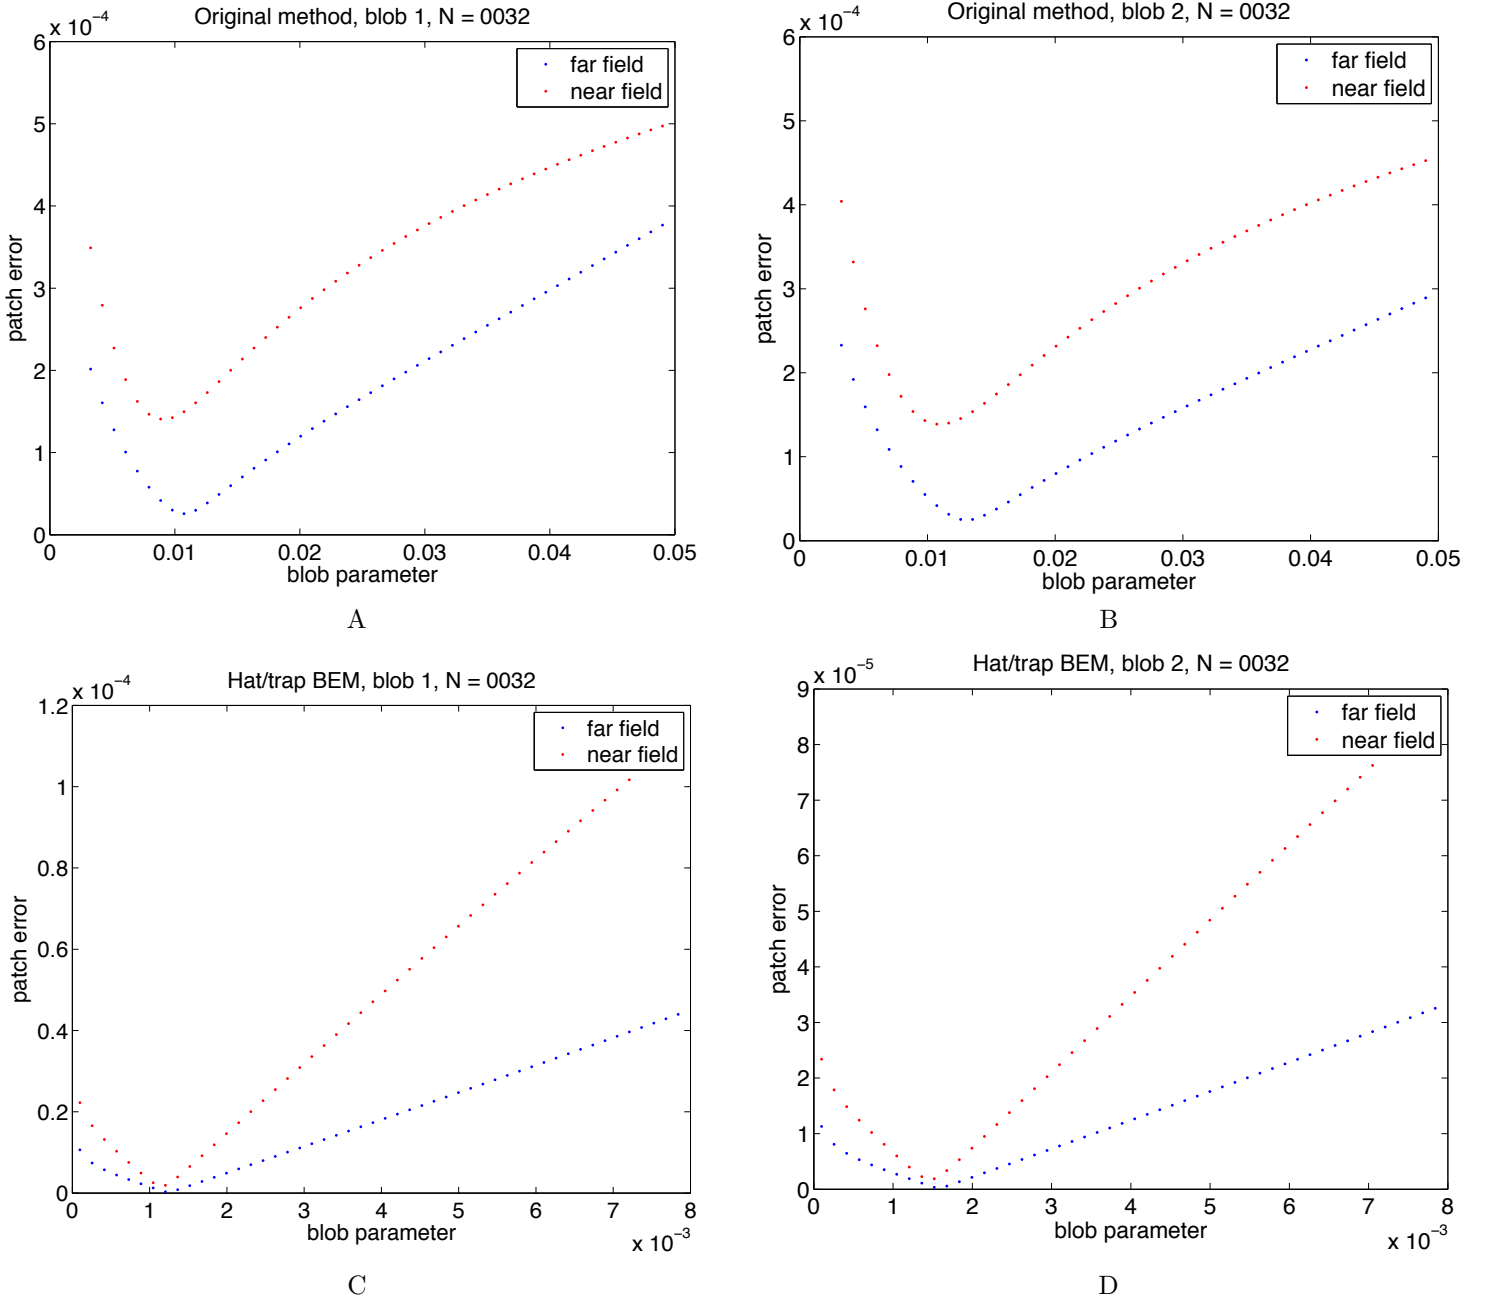 Original method, blob 1, N = 0032
x 10⁻⁴
far field
near field
6
5
4
3
2
1
0
patch error
0 0.01 0.02 0.03 0.04 0.05
blob parameter
A
Original method, blob 2, N = 0032
x 10⁻⁴
far field
near field
6
5
4
3
2
1
0
patch error
0 0.01 0.02 0.03 0.04 0.05
blob parameter
B
Hat/trap BEM, blob 1, N = 0032
x 10⁻⁴
far field
near field
1.2
1
0.8
0.6
0.4
0.2
0
patch error
0 1 2 3 4 5 6 7 8
blob parameter
x 10⁻³
C
Hat/trap BEM, blob 2, N = 0032
x 10⁻⁵
far field
near field
9
8
7
6
5
4
3
2
1
0
patch error
0 1 2 3 4 5 6 7 8
blob parameter
x 10⁻³
D